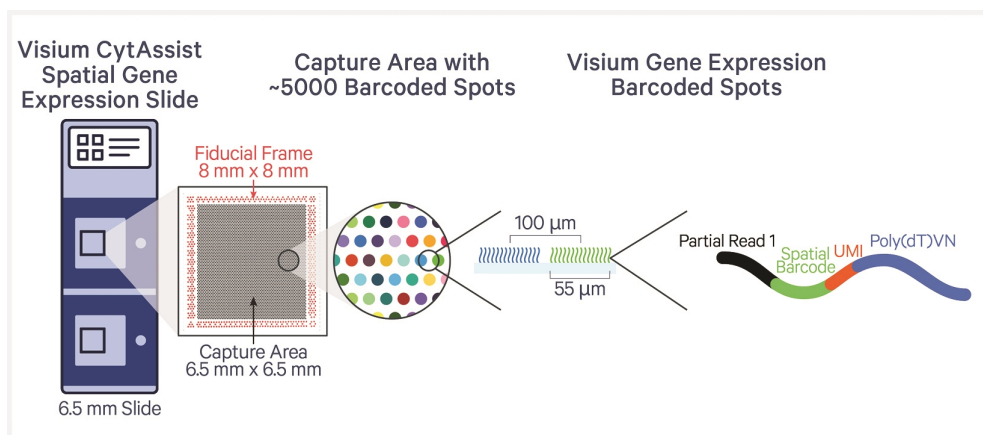 Visium CytAssist
Spatial Gene
Expression Slide
Capture Area with
~5000 Barcoded Spots
Visium Gene Expression
Barcoded Spots
Fiducial Frame
8 mm x 8 mm
100 µm
55 µm
Partial Read 1
Spatial
Barcode
UMI
Poly(dT)VN
Capture Area
6.5 mm x 6.5 mm
6.5 mm Slide